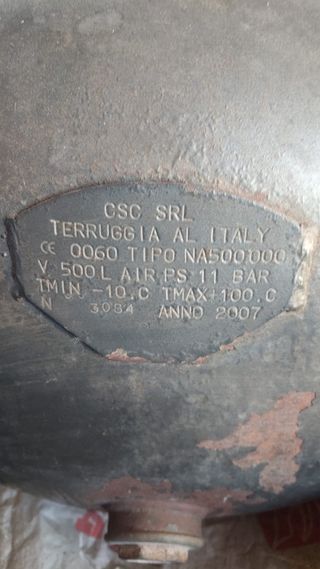 CSC SRL
TERRUGGIA AL ITALY
CE 0060 TIPO NA500000
V 500L AIR PS 11 BAR
TMIN -10.C TMAX+100.C
N° 3084 ANNO 2007